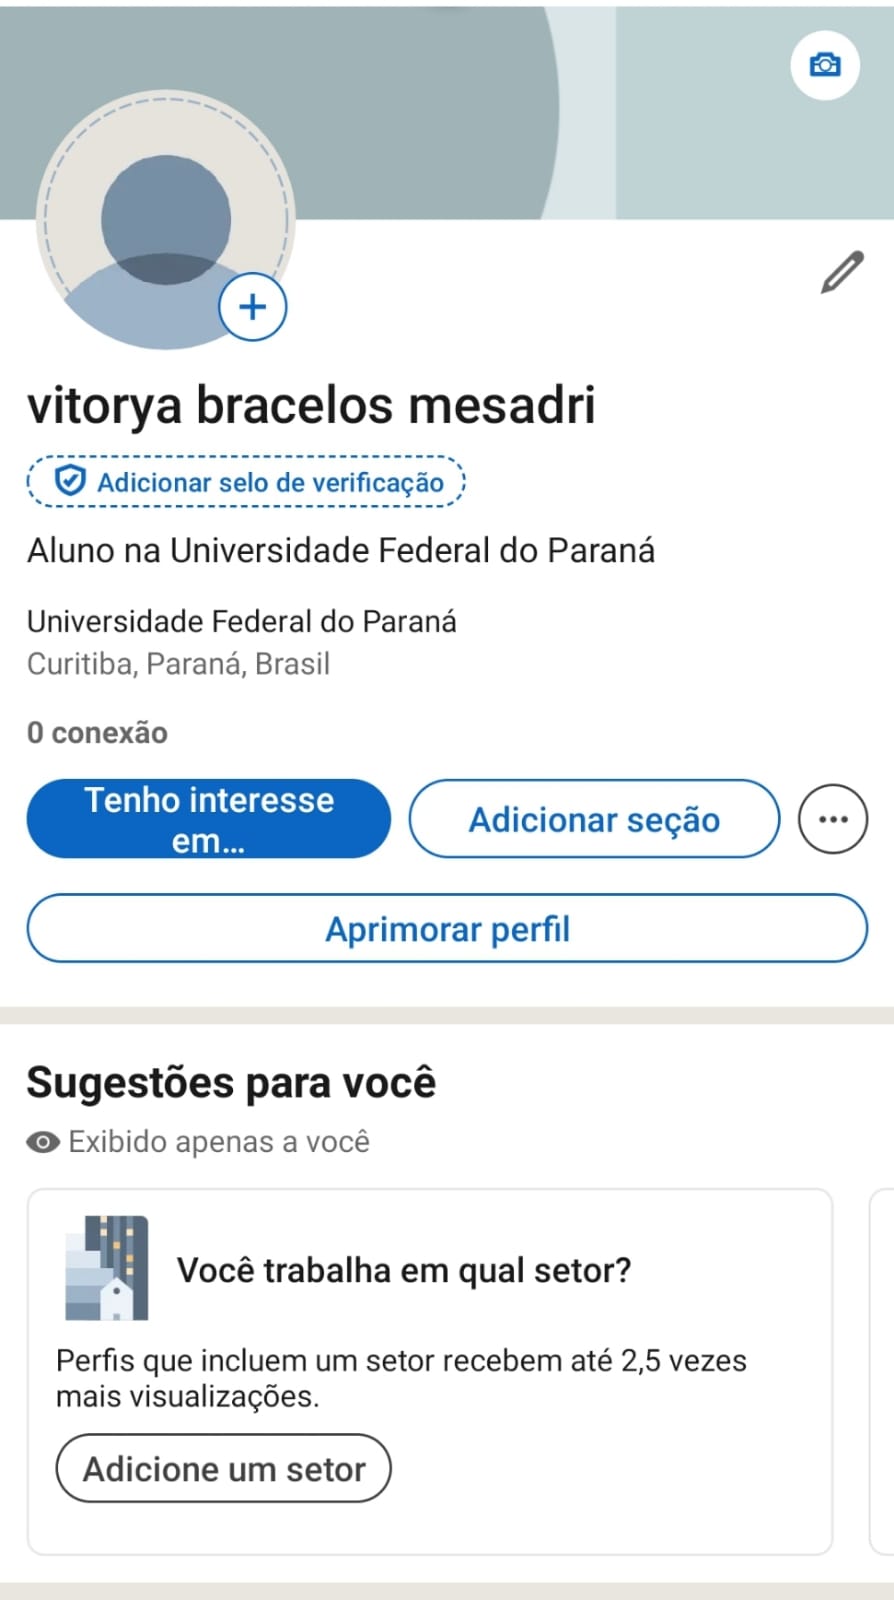 vitorya bracelos mesadri
Adicionar selo de verificação
Aluno na Universidade Federal do Paraná
Universidade Federal do Paraná
Curitiba, Paraná, Brasil
0 conexão
Tenho interesse
em...
Adicionar seção
Aprimorar perfil
Sugestões para você
Exibido apenas a você
Você trabalha em qual setor?
Perfis que incluem um setor recebem até 2,5 vezes
mais visualizações.
Adicione um setor